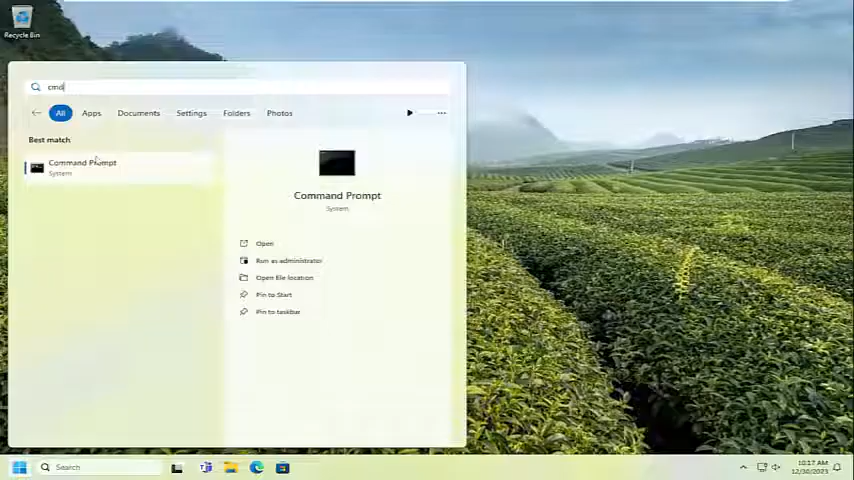 Recycle Bin
cmd
All Apps Documents Settings Folders Photos
Best match
Command Prompt
System
Command Prompt
System
Open
Run as administrator
Open file location
Pin to Start
Pin to taskbar
Search
10:17 AM
12/30/2023